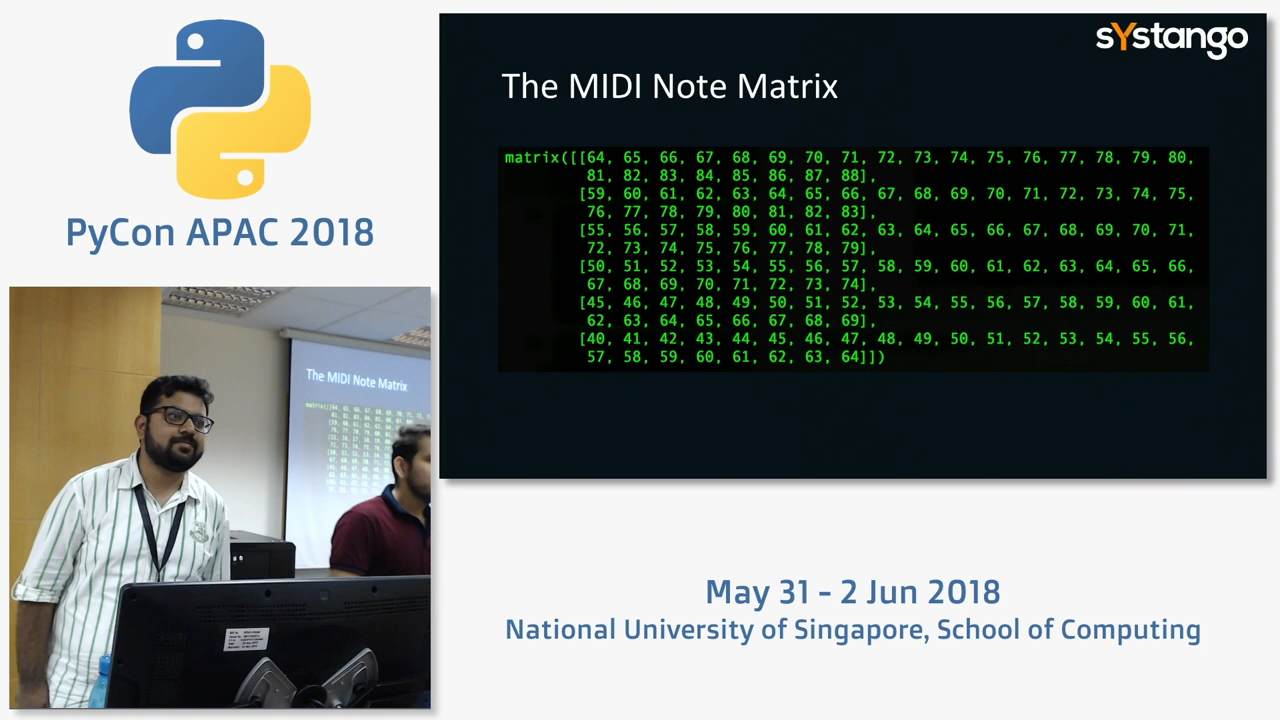 PyCon APAC 2018
sYstango
The MIDI Note Matrix
matrix([[64, 65, 66, 67, 68, 69, 70, 71, 72, 73, 74, 75, 76, 77, 78, 79, 80,
81, 82, 83, 84, 85, 86, 87, 88],
[59, 60, 61, 62, 63, 64, 65, 66, 67, 68, 69, 70, 71, 72, 73, 74, 75,
76, 77, 78, 79, 80, 81, 82, 83],
[55, 56, 57, 58, 59, 60, 61, 62, 63, 64, 65, 66, 67, 68, 69, 70, 71,
72, 73, 74, 75, 76, 77, 78, 79],
[50, 51, 52, 53, 54, 55, 56, 57, 58, 59, 60, 61, 62, 63, 64, 65, 66,
67, 68, 69, 70, 71, 72, 73, 74],
[45, 46, 47, 48, 49, 50, 51, 52, 53, 54, 55, 56, 57, 58, 59, 60, 61,
62, 63, 64, 65, 66, 67, 68, 69],
[40, 41, 42, 43, 44, 45, 46, 47, 48, 49, 50, 51, 52, 53, 54, 55, 56,
57, 58, 59, 60, 61, 62, 63, 64]])
The MIDI Note Matrix
May 31 - 2 Jun 2018
National University of Singapore, School of Computing